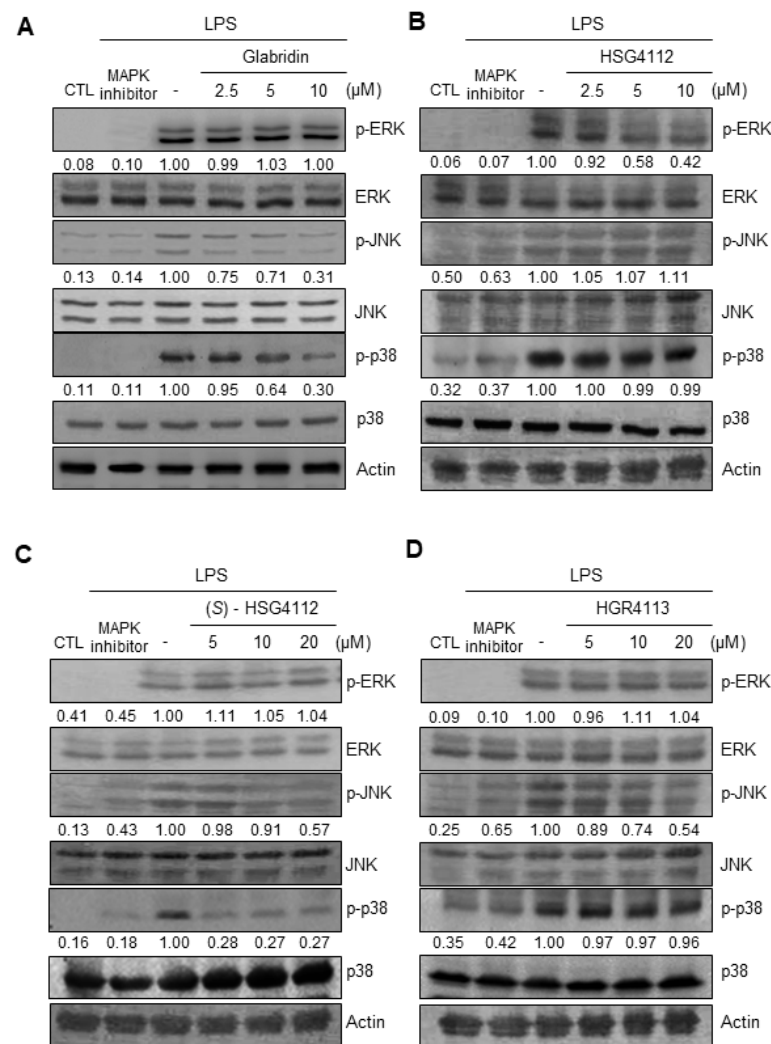 A
LPS
Glabridin
CTL MAPK inhibitor - 2.5 5 10 (μM)
p-ERK
0.08 0.10 1.00 0.99 1.03 1.00
ERK
p-JNK
0.13 0.14 1.00 0.75 0.71 0.31
JNK
p-p38
0.11 0.11 1.00 0.95 0.64 0.30
p38
Actin
B
LPS
HSG4112
CTL MAPK inhibitor - 2.5 5 10 (μM)
p-ERK
0.06 0.07 1.00 0.92 0.58 0.42
ERK
p-JNK
0.50 0.63 1.00 1.05 1.07 1.11
JNK
p-p38
0.32 0.37 1.00 1.00 0.99 0.99
p38
Actin
C
LPS
(S) - HSG4112
CTL MAPK inhibitor - 5 10 20 (μM)
p-ERK
0.41 0.45 1.00 1.11 1.05 1.04
ERK
p-JNK
0.13 0.43 1.00 0.98 0.91 0.57
JNK
p-p38
0.16 0.18 1.00 0.28 0.27 0.27
p38
Actin
D
LPS
HGR4113
CTL MAPK inhibitor - 5 10 20 (μM)
p-ERK
0.09 0.10 1.00 0.96 1.11 1.04
ERK
p-JNK
0.25 0.65 1.00 0.89 0.74 0.54
JNK
p-p38
0.35 0.42 1.00 0.97 0.97 0.96
p38
Actin